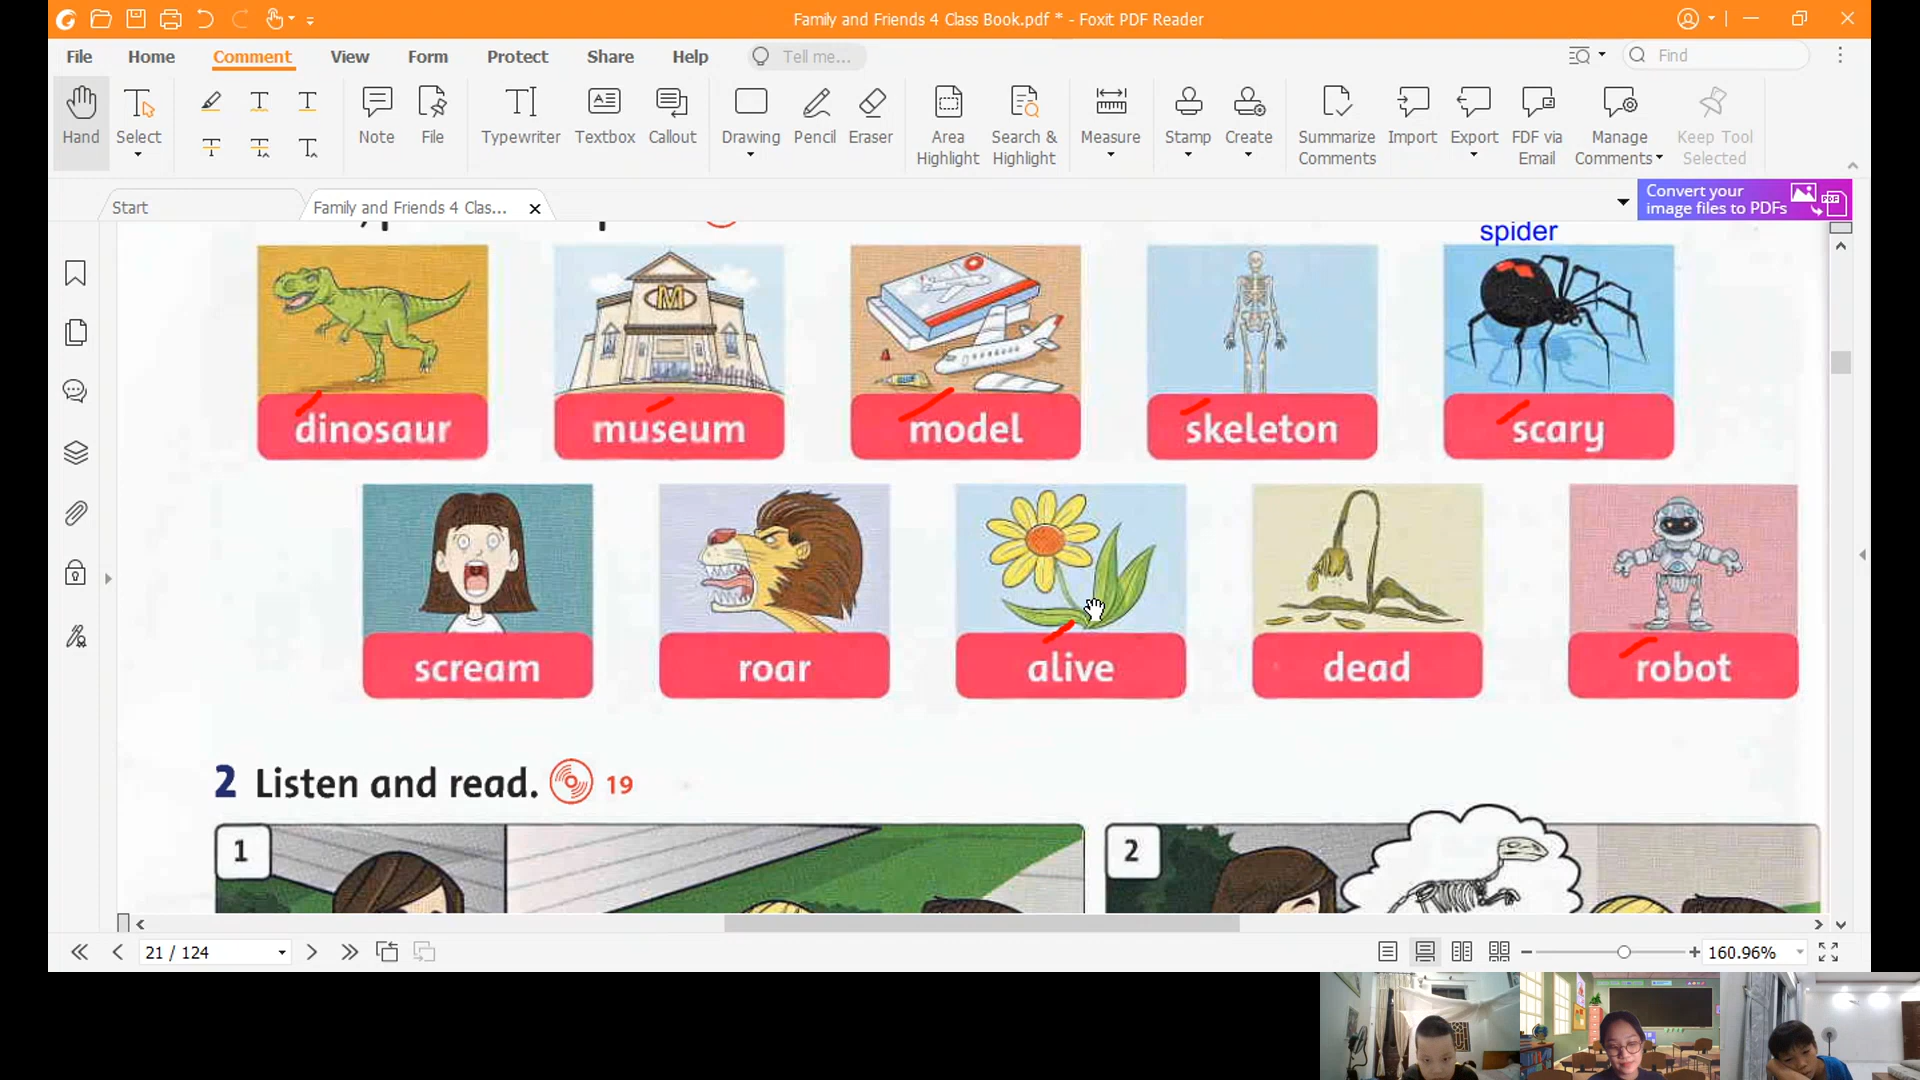 Family and Friends 4 Class Book.pdf * - Foxit PDF Reader
File Home Comment View Form Protect Share Help Tell me... Find
Hand Select Note File Typewriter Textbox Callout Drawing Pencil Eraser Area Highlight Search & Highlight Measure Stamp Create Summarize Comments Import Export FDF via Email Manage Comments Keep Tool Selected
Start Family and Friends 4 Clas... Convert your
image files to PDFs
spider
M
dinosaur museum model skeleton scary
scream roar alive dead robot
2 Listen and read. 19
1 2
21 / 124 160.96%